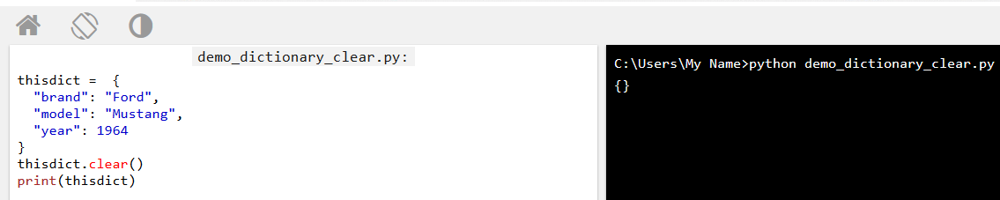 demo_dictionary_clear.py:
thisdict =  {
  "brand": "Ford",
  "model": "Mustang",
  "year": 1964
}
thisdict.clear()
print(thisdict)
C:\Users\My Name>python demo_dictionary_clear.py
{}